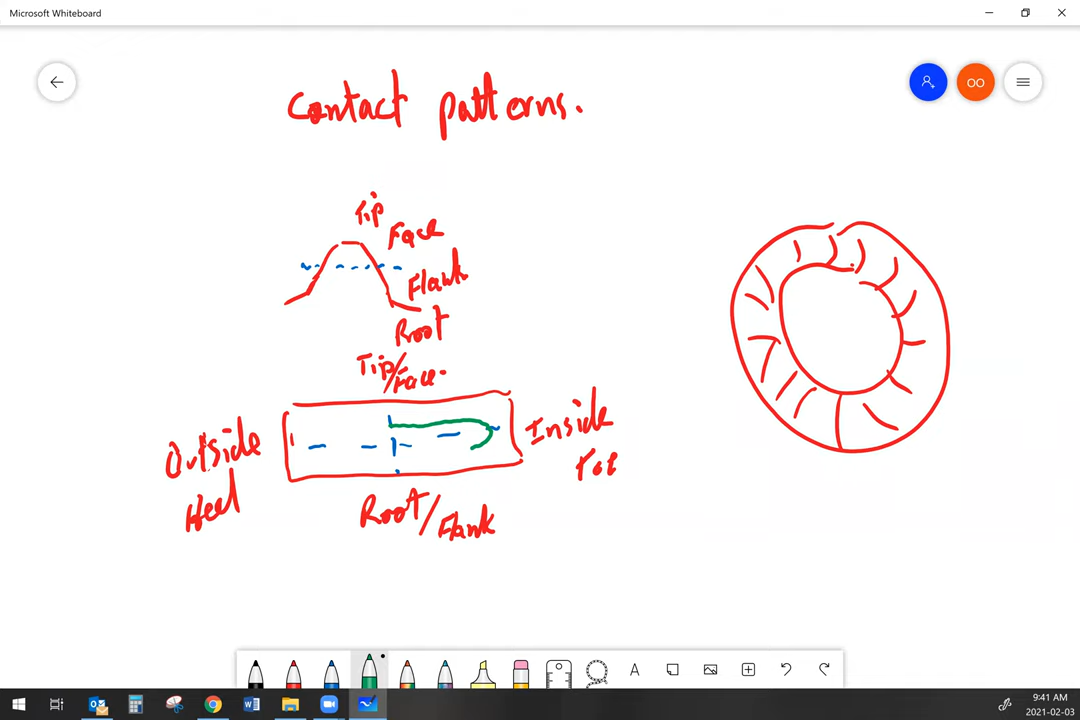 Microsoft Whiteboard
OO
Contact patterns.
Tip
Face
Flank
Root
Tip/Face.
Outside
Heel
Inside
Toe
Root/Flank
A
9:41 AM
2021-02-03